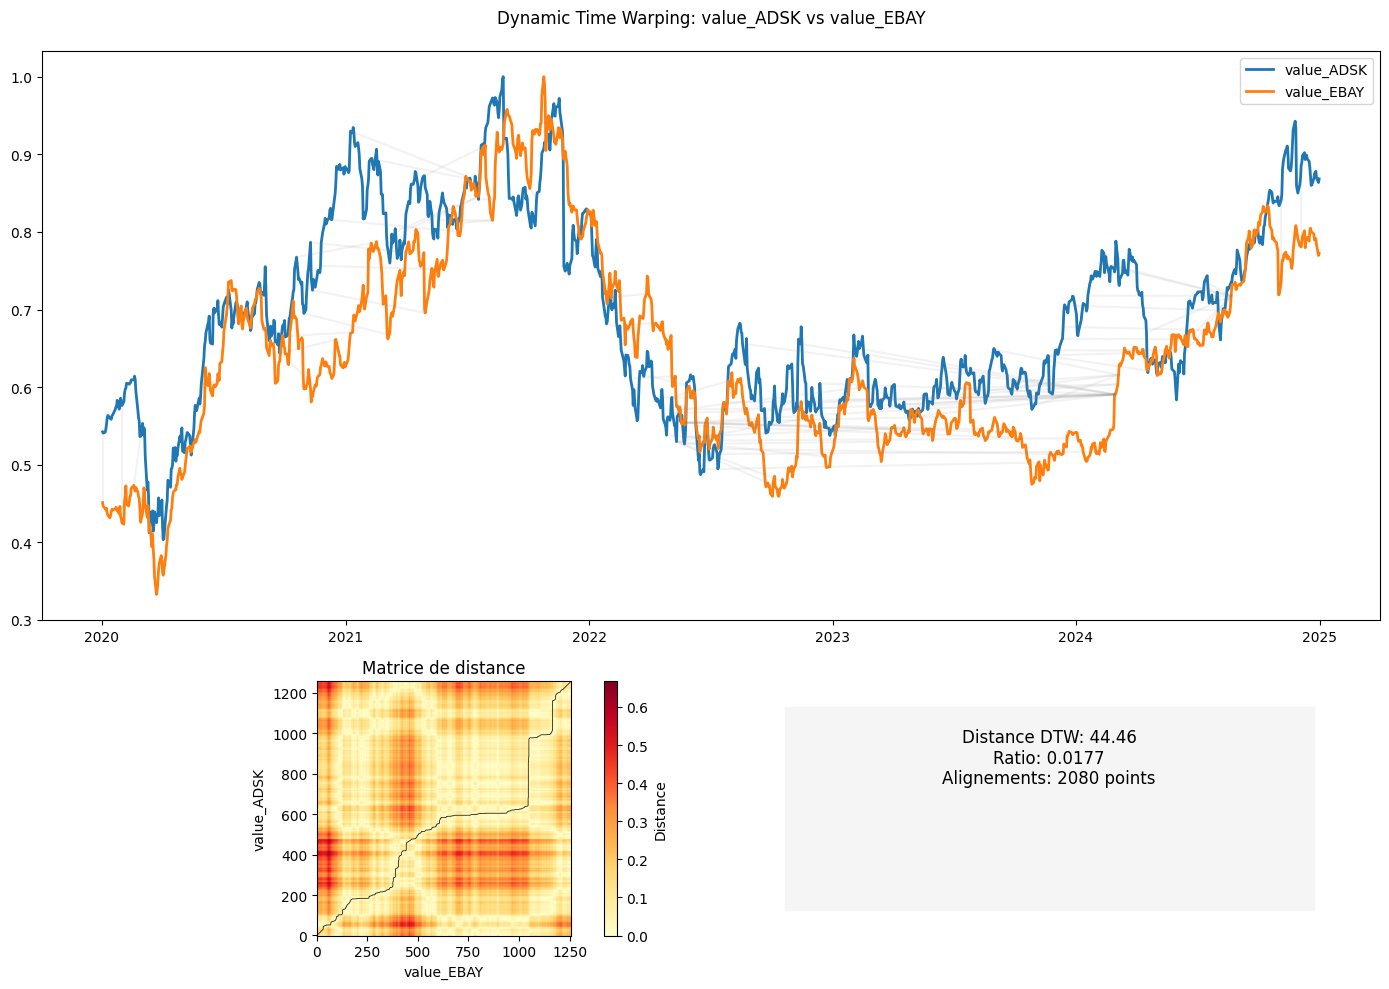 Dynamic Time Warping: value_ADSK vs value_EBAY
value_ADSK
value_EBAY
1.0
0.9
0.8
0.7
0.6
0.5
0.4
0.3
2020 2021 2022 2023 2024 2025
Matrice de distance
value_ADSK
1200
1000
800
600
400
200
0
0 250 500 750 1000 1250
value_EBAY
0.6
0.5
0.4
0.3
0.2
0.1
0.0
Distance
Distance DTW: 44.46
Ratio: 0.0177
Alignements: 2080 points